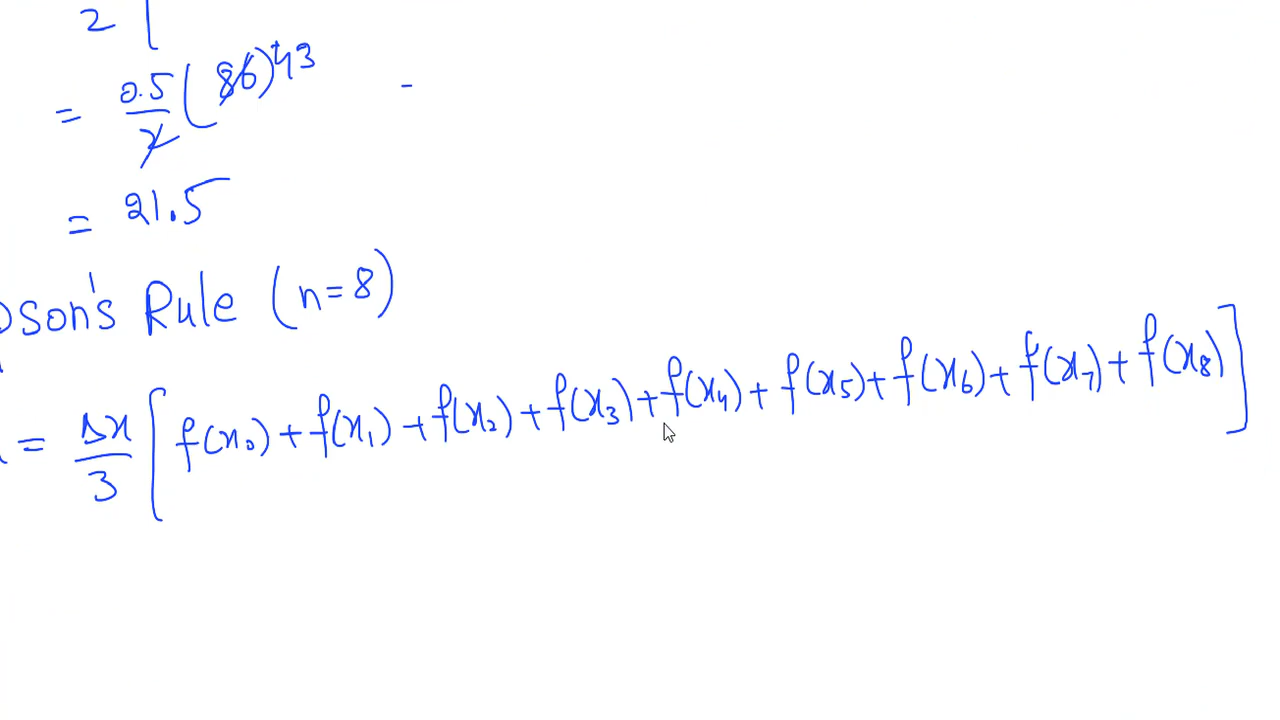 2
= 0.5/2 (86) 43
= 21.5
pson's Rule (n=8)
= Δx/3 [f(x₀) + f(x₁) + f(x₂) + f(x₃) + f(x₄) + f(x₅) + f(x₆) + f(x₇) + f(x₈)]